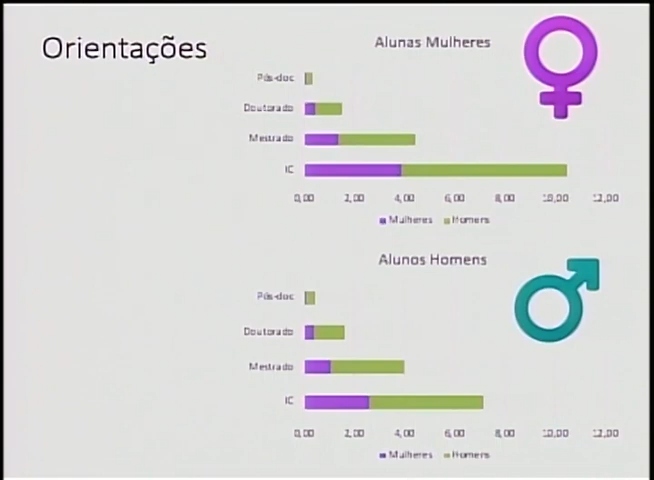 Orientações
Alunas Mulheres
Pós-doc
Doutorado
Mestrado
IC
0,00 2,00 4,00 6,00 8,00 10,00 12,00
Mulheres Homens
Alunos Homens
Pós-doc
Doutorado
Mestrado
IC
0,00 2,00 4,00 6,00 8,00 10,00 12,00
Mulheres Homens